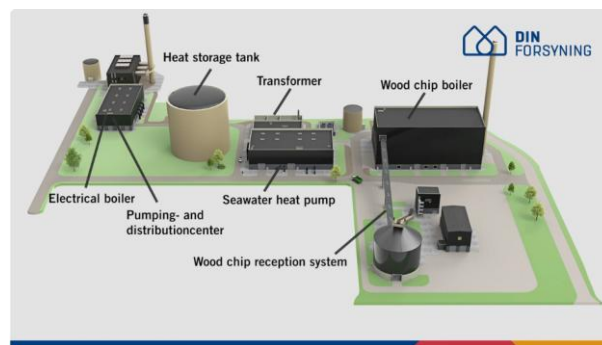 DIN
FORSYNING
Heat storage tank
Transformer
Wood chip boiler
Electrical boiler
Pumping- and
distributioncenter
Seawater heat pump
Wood chip reception system